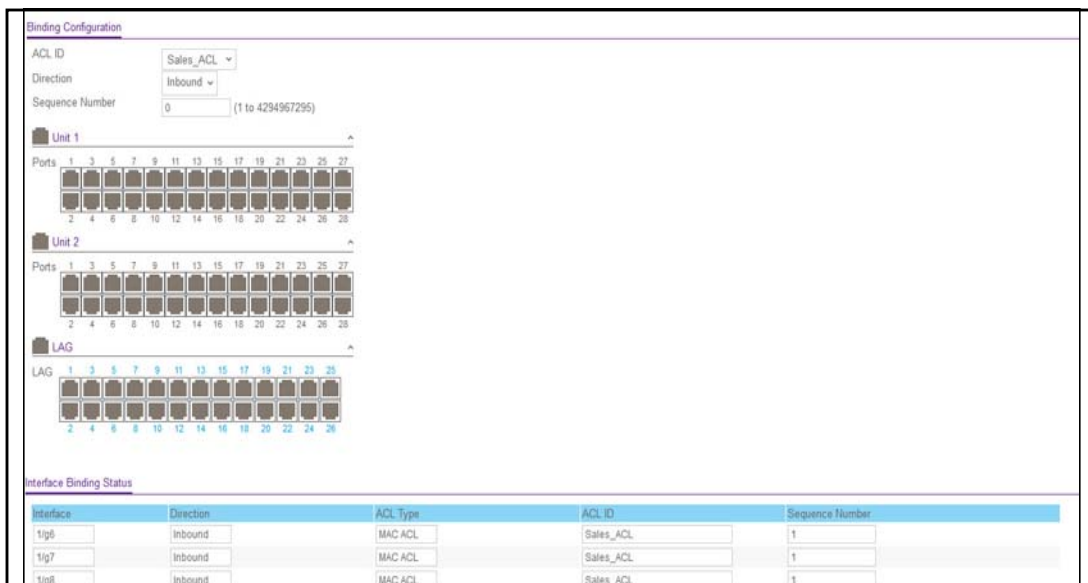 Binding Configuration
ACL ID Sales_ACL
Direction Inbound
Sequence Number 0 (1 to 4294967295)
Unit 1
Ports 1 3 5 7 9 11 13 15 17 19 21 23 25 27
2 4 6 8 10 12 14 16 18 20 22 24 26 28
Unit 2
Ports 1 3 5 7 9 11 13 15 17 19 21 23 25 27
2 4 6 8 10 12 14 16 18 20 22 24 26 28
LAG
LAG 1 3 5 7 9 11 13 15 17 19 21 23 25
2 4 6 8 10 12 14 16 18 20 22 24 26
Interface Binding Status
Interface Direction ACL Type ACL ID Sequence Number
1/g6 Inbound MAC ACL Sales_ACL 1
1/g7 Inbound MAC ACL Sales_ACL 1
1/g8 Inbound MAC ACL Sales_ACL 1